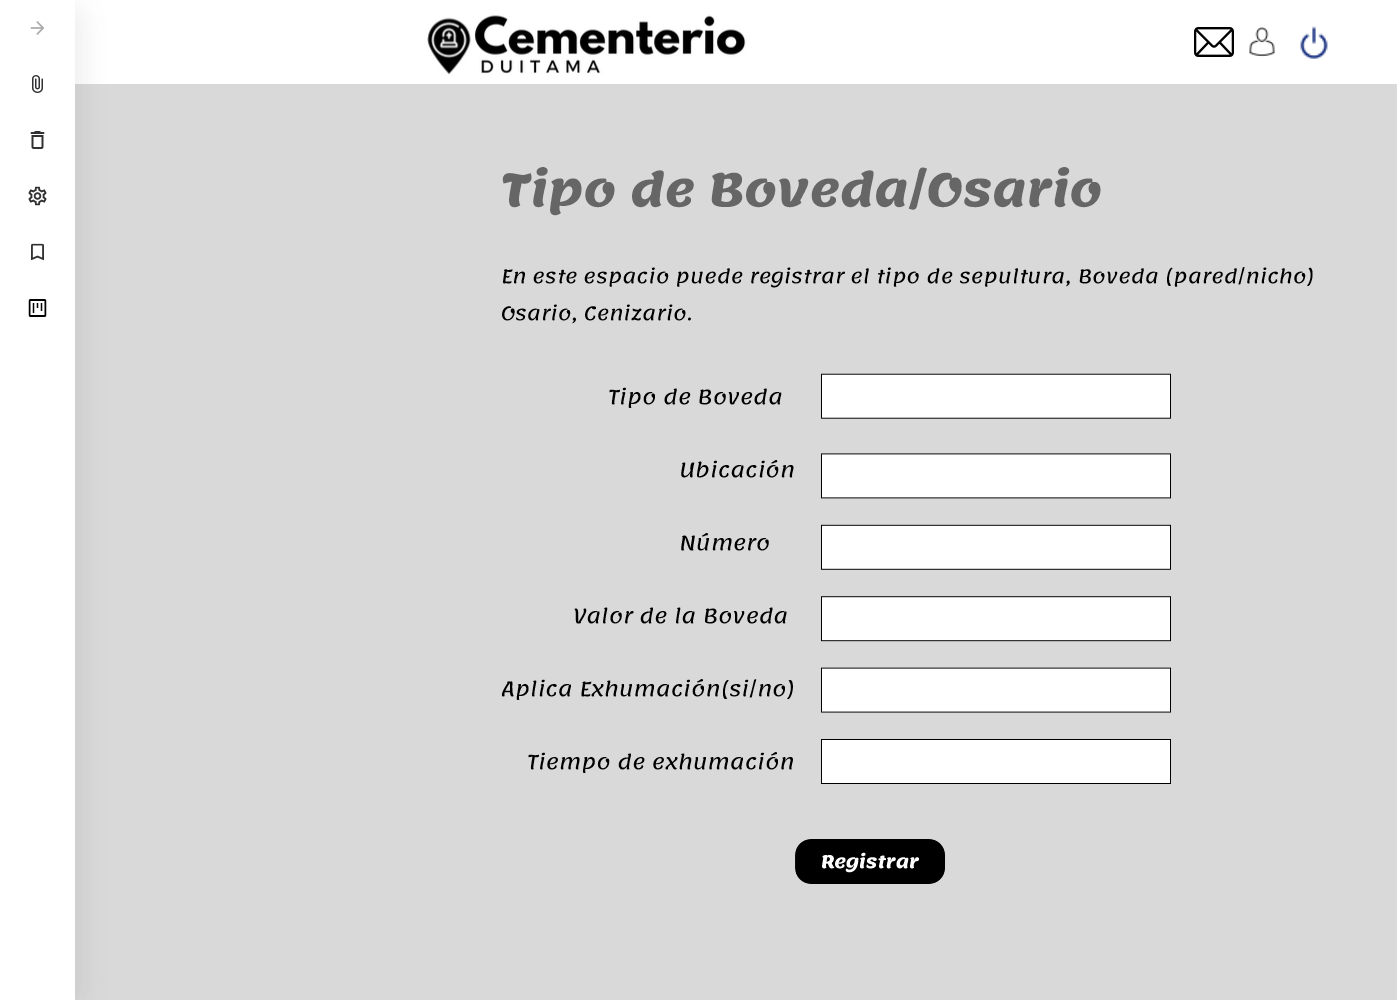 Cementerio
DUITAMA
Tipo de Boveda/Osario
En este espacio puede registrar el tipo de sepultura, Boveda (pared/nicho)
Osario, Cenizario.
Tipo de Boveda
Ubicación
Número
Valor de la Boveda
Aplica Exhumación(si/no)
Tiempo de exhumación
Registrar